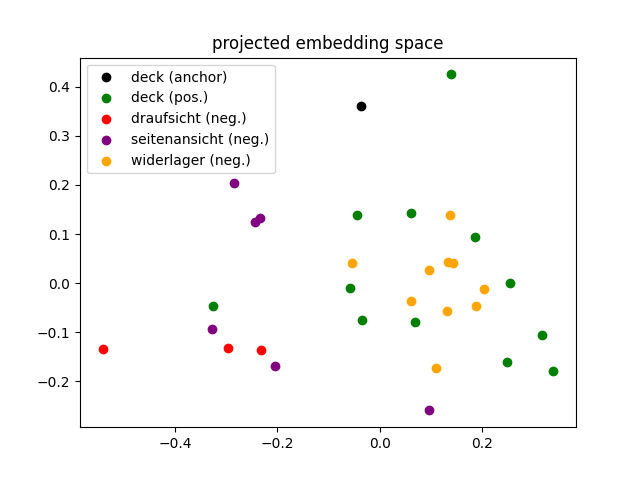 projected embedding space
deck (anchor)
deck (pos.)
draufsicht (neg.)
seitenansicht (neg.)
widerlager (neg.)
0.4
0.3
0.2
0.1
0.0
−0.1
−0.2
−0.4 −0.2 0.0 0.2